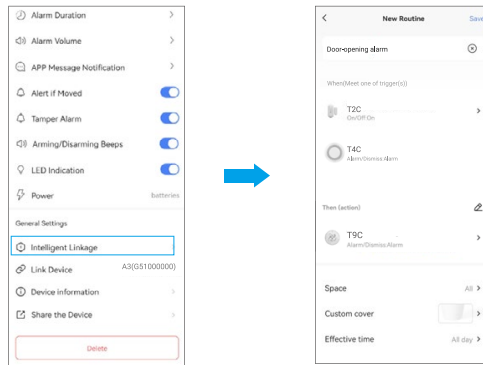 Alarm Duration
Alarm Volume
APP Message Notification
Alert if Moved
Tamper Alarm
Arming/Disarming Beeps
LED Indication
Power batteries
General Settings
Intelligent Linkage
Link Device A3(G51000000)
Device information
Share the Device
Delete
New Routine Save
Door-opening alarm
When(Meet one of trigger(s))
T2C
On/Off:On
T4C
Alarm/Dismiss:Alarm
Then (action)
T9C
Alarm/Dismiss:Alarm
Space All
Custom cover
Effective time All day